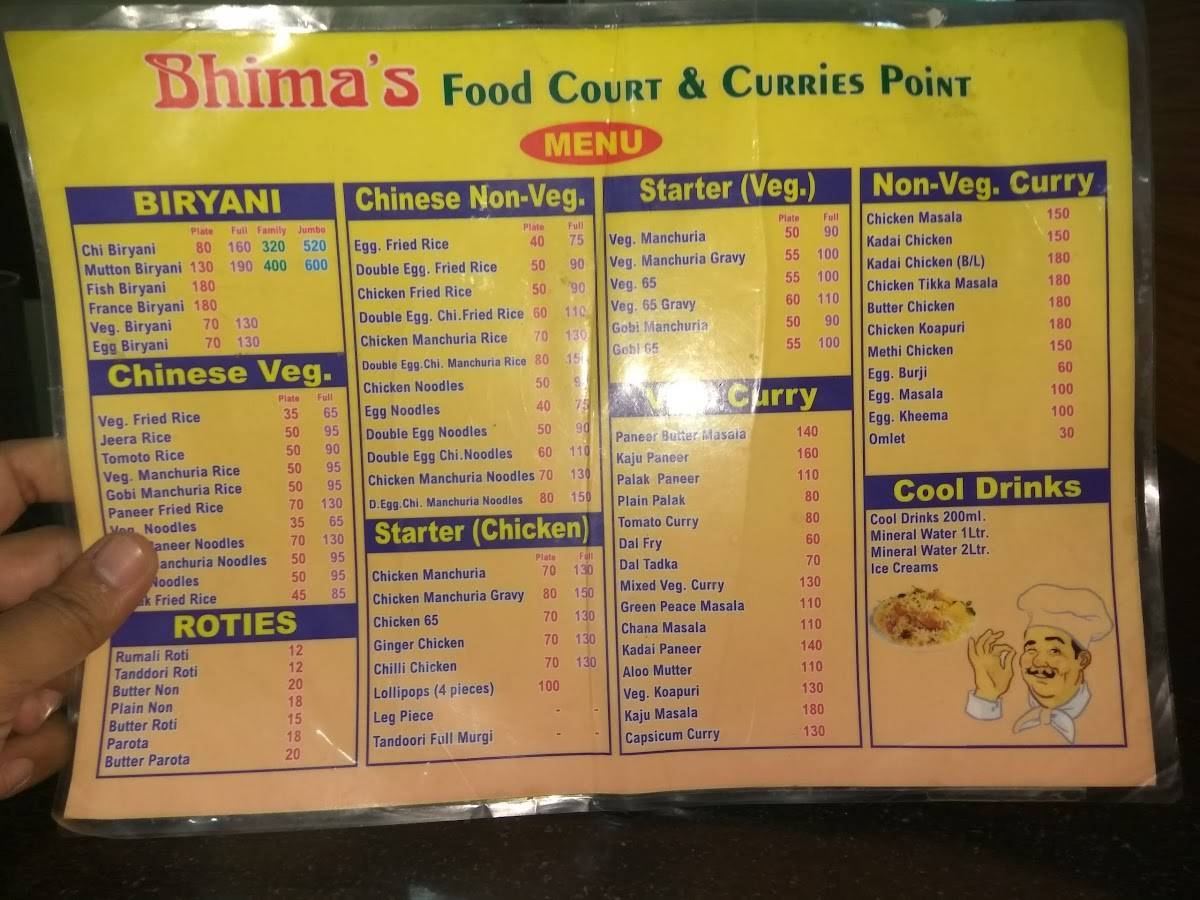 Bhima's Food Court & Curries Point
MENU
BIRYANI
Plate Full Family Jumbo
Chi Biryani 80 160 320 520
Mutton Biryani 130 190 400 600
Fish Biryani 180
France Biryani 180
Veg. Biryani 70 130
Egg Biryani 70 130
Chinese Veg.
Plate Full
Veg. Fried Rice 35 65
Jeera Rice 50 95
Tomoto Rice 50 90
Veg. Manchuria Rice 50 95
Gobi Manchuria Rice 50 95
Paneer Fried Rice 70 130
Noodles 35 65
Noodles 70 130
Noodles 50 95
Noodles 50 95
Fried Rice 45 85
ROTIES
Rumali Roti 12
Tanddori Roti 12
Butter Non 20
Plain Non 18
Butter Roti 15
Parota 18
Butter Parota 20
Chinese Non-Veg.
Plate Full
Egg. Fried Rice 40 75
Double Egg. Fried Rice 50 90
Chicken Fried Rice 50 90
Double Egg. Chi.Fried Rice 60 110
Chicken Manchuria Rice 70 130
Double Egg.Chi. Manchuria Rice 80
Chicken Noodles 50
Egg Noodles 40 75
Double Egg Noodles 50 90
Double Egg Chi.Noodles 60 110
Chicken Manchuria Noodles 70 130
D.Egg.Chi. Manchuria Noodles 80 150
Starter (Chicken)
Plate Full
Chicken Manchuria 70 130
Chicken Manchuria Gravy 80 150
Chicken 65 70 130
Ginger Chicken 70 130
Chilli Chicken 70 130
Lollipops (4 pieces) 100
Leg Piece - -
Tandoori Full Murgi - -
Starter (Veg.)
Plate Full
Veg. Manchuria 50 90
Veg. Manchuria Gravy 55 100
Veg. 65 55 100
Veg. 65 Gravy 60 110
Gobi Manchuria 50 90
Gobi 65 55 100
Curry
Paneer Butter Masala 140
Kaju Paneer 160
Palak Paneer 110
Plain Palak 80
Tomato Curry 80
Dal Fry 60
Dal Tadka 70
Mixed Veg. Curry 130
Green Peace Masala 110
Chana Masala 110
Kadai Paneer 140
Aloo Mutter 110
Veg. Koapuri 130
Kaju Masala 180
Capsicum Curry 130
Non-Veg. Curry
Chicken Masala 150
Kadai Chicken 150
Kadai Chicken (B/L) 180
Chicken Tikka Masala 180
Butter Chicken 180
Chicken Koapuri 180
Methi Chicken 150
Egg. Burji 60
Egg. Masala 100
Egg. Kheema 100
Omlet 30
Cool Drinks
Cool Drinks 200ml.
Mineral Water 1Ltr.
Mineral Water 2Ltr.
Ice Creams